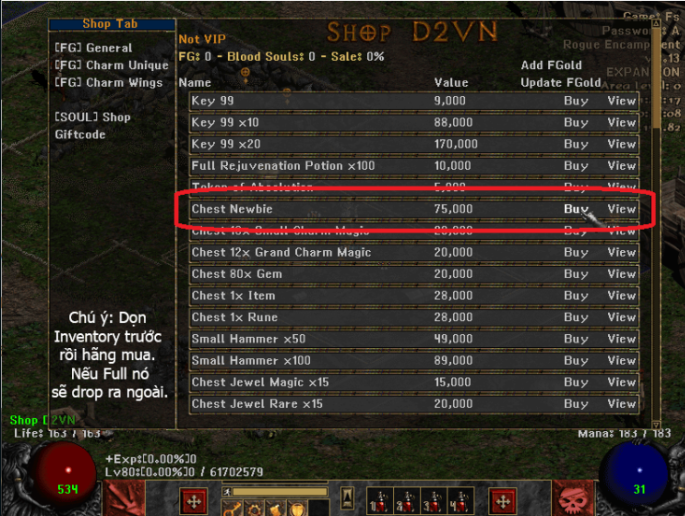 Shop Tab
[FG] General
[FG] Charm Unique
[FG] Charm Wings
[SOUL] Shop
Giftcode
SHOP D2VN
Not VIP
FG: 0 - Blood Souls: 0 - Sale: 0%
Add FGold
Name Value Update FGold
Key 99 9,000 Buy View
Key 99 x10 88,000 Buy View
Key 99 x20 170,000 Buy View
Full Rejuvenation Potion x100 10,000 Buy View
Token of Absolution 5,000 Buy View
Chest Newbie 75,000 Buy View
Chest 10x Small Charm Magic 20,000 Buy View
Chest 12x Grand Charm Magic 20,000 Buy View
Chest 80x Gem 20,000 Buy View
Chest 1x Item 28,000 Buy View
Chest 1x Rune 28,000 Buy View
Small Hammer x50 49,000 Buy View
Small Hammer x100 89,000 Buy View
Chest Jewel Magic x15 15,000 Buy View
Chest Jewel Rare x15 20,000 Buy View
Chú ý: Dọn
Inventory trước
rồi hãng mua.
Nếu Full nó
sẽ drop ra ngoài.
Shop D2VN
Life: 163 / 163
Mana: 183 / 183
+Exp:[0.00%]
Lv80:[0.00%] / 61702579
534
31
1 2 3 4